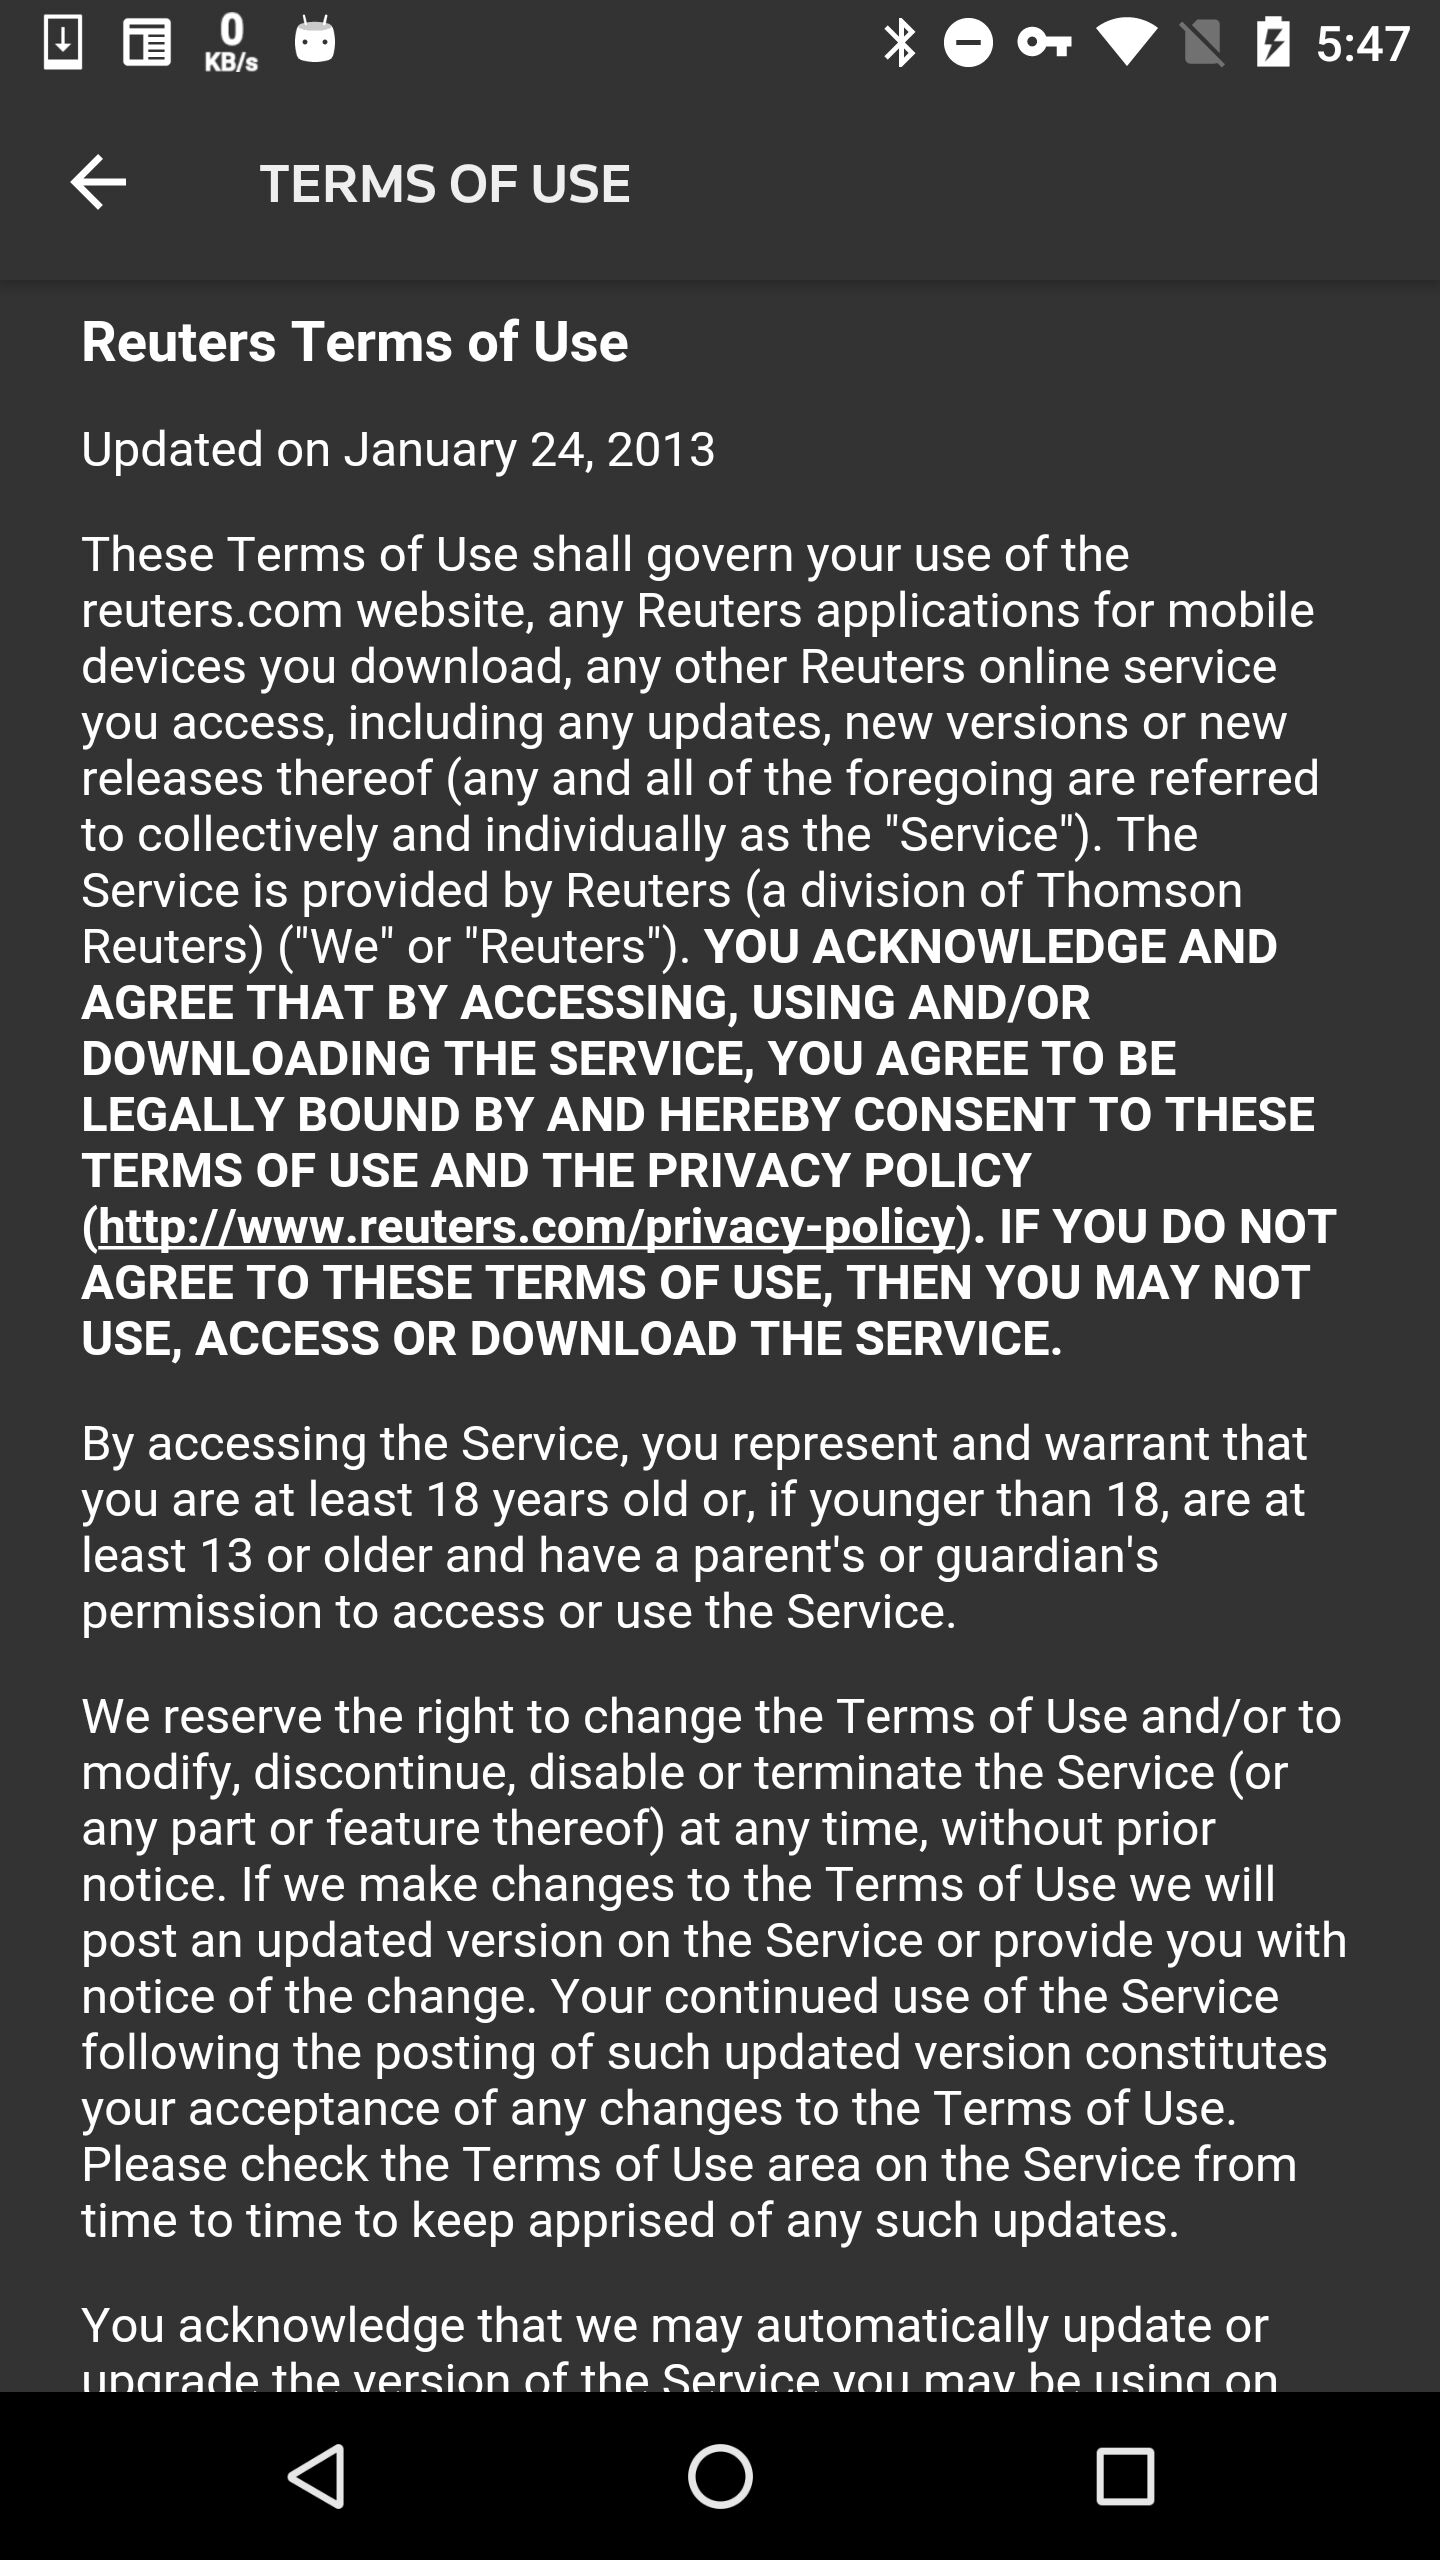 0
KB/s
5:47
TERMS OF USE
Reuters Terms of Use
Updated on January 24, 2013
These Terms of Use shall govern your use of the
reuters.com website, any Reuters applications for mobile
devices you download, any other Reuters online service
you access, including any updates, new versions or new
releases thereof (any and all of the foregoing are referred
to collectively and individually as the "Service"). The
Service is provided by Reuters (a division of Thomson
Reuters) ("We" or "Reuters"). YOU ACKNOWLEDGE AND
AGREE THAT BY ACCESSING, USING AND/OR
DOWNLOADING THE SERVICE, YOU AGREE TO BE
LEGALLY BOUND BY AND HEREBY CONSENT TO THESE
TERMS OF USE AND THE PRIVACY POLICY
(http://www.reuters.com/privacy-policy). IF YOU DO NOT
AGREE TO THESE TERMS OF USE, THEN YOU MAY NOT
USE, ACCESS OR DOWNLOAD THE SERVICE.
By accessing the Service, you represent and warrant that
you are at least 18 years old or, if younger than 18, are at
least 13 or older and have a parent's or guardian's
permission to access or use the Service.
We reserve the right to change the Terms of Use and/or to
modify, discontinue, disable or terminate the Service (or
any part or feature thereof) at any time, without prior
notice. If we make changes to the Terms of Use we will
post an updated version on the Service or provide you with
notice of the change. Your continued use of the Service
following the posting of such updated version constitutes
your acceptance of any changes to the Terms of Use.
Please check the Terms of Use area on the Service from
time to time to keep apprised of any such updates.
You acknowledge that we may automatically update or
upgrade the version of the Service you may be using on